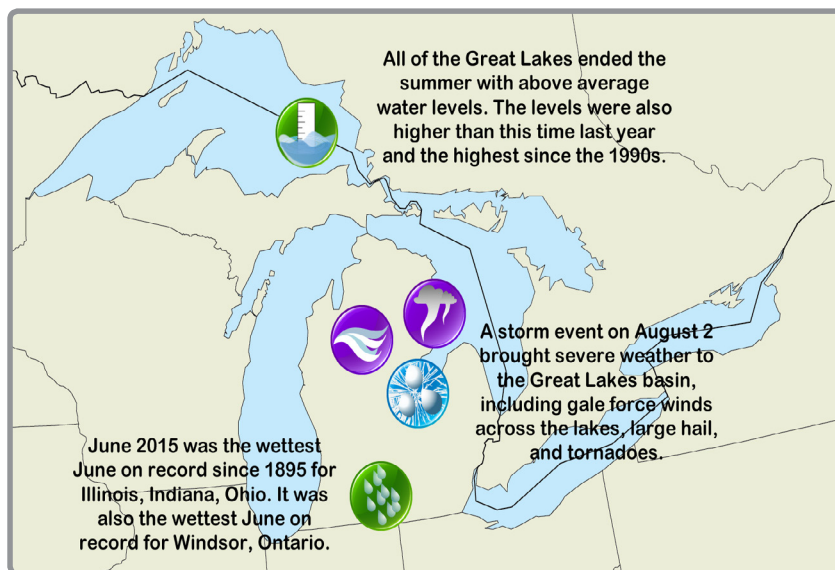 All of the Great Lakes ended the
summer with above average
water levels. The levels were also
higher than this time last year
and the highest since the 1990s.
A storm event on August 2
brought severe weather to
the Great Lakes basin,
including gale force winds
across the lakes, large hail,
and tornadoes.
June 2015 was the wettest
June on record since 1895 for
Illinois, Indiana, Ohio. It was
also the wettest June on
record for Windsor, Ontario.